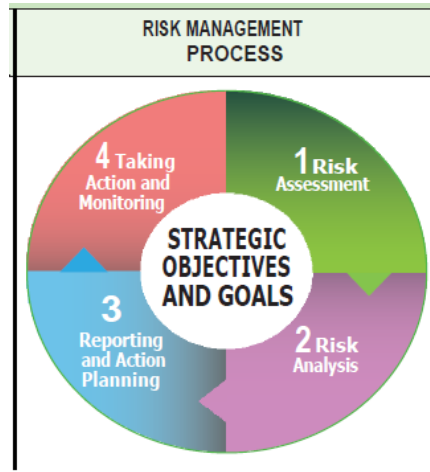 RISK MANAGEMENT
PROCESS
4 Taking
Action and
Monitoring
1 Risk
Assessment
STRATEGIC
OBJECTIVES
AND GOALS
3
Reporting
and Action
Planning
2 Risk
Analysis